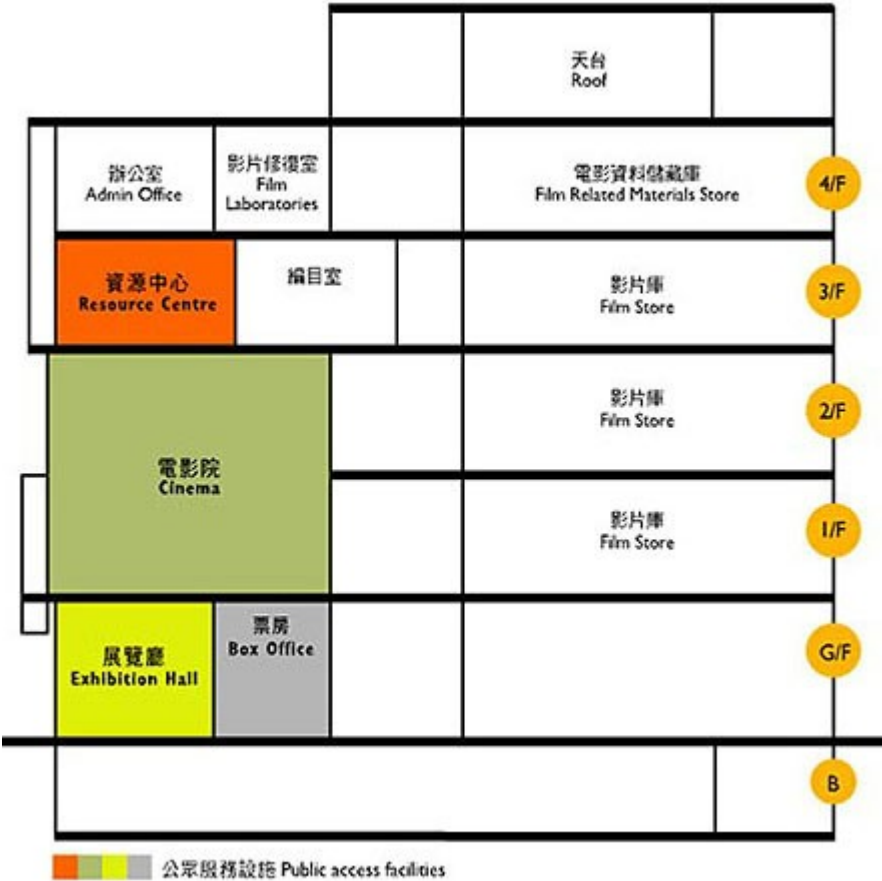 天台
Roof
辦公室
Admin Office
影片修復室
Film
Laboratories
電影資料儲藏庫
Film Related Materials Store
4/F
資源中心
Resource Centre
編目室
影片庫
Film Store
3/F
電影院
Cinema
影片庫
Film Store
2/F
影片庫
Film Store
1/F
展覽廳
Exhibition Hall
票房
Box Office
G/F
B
公眾服務設施 Public access facilities